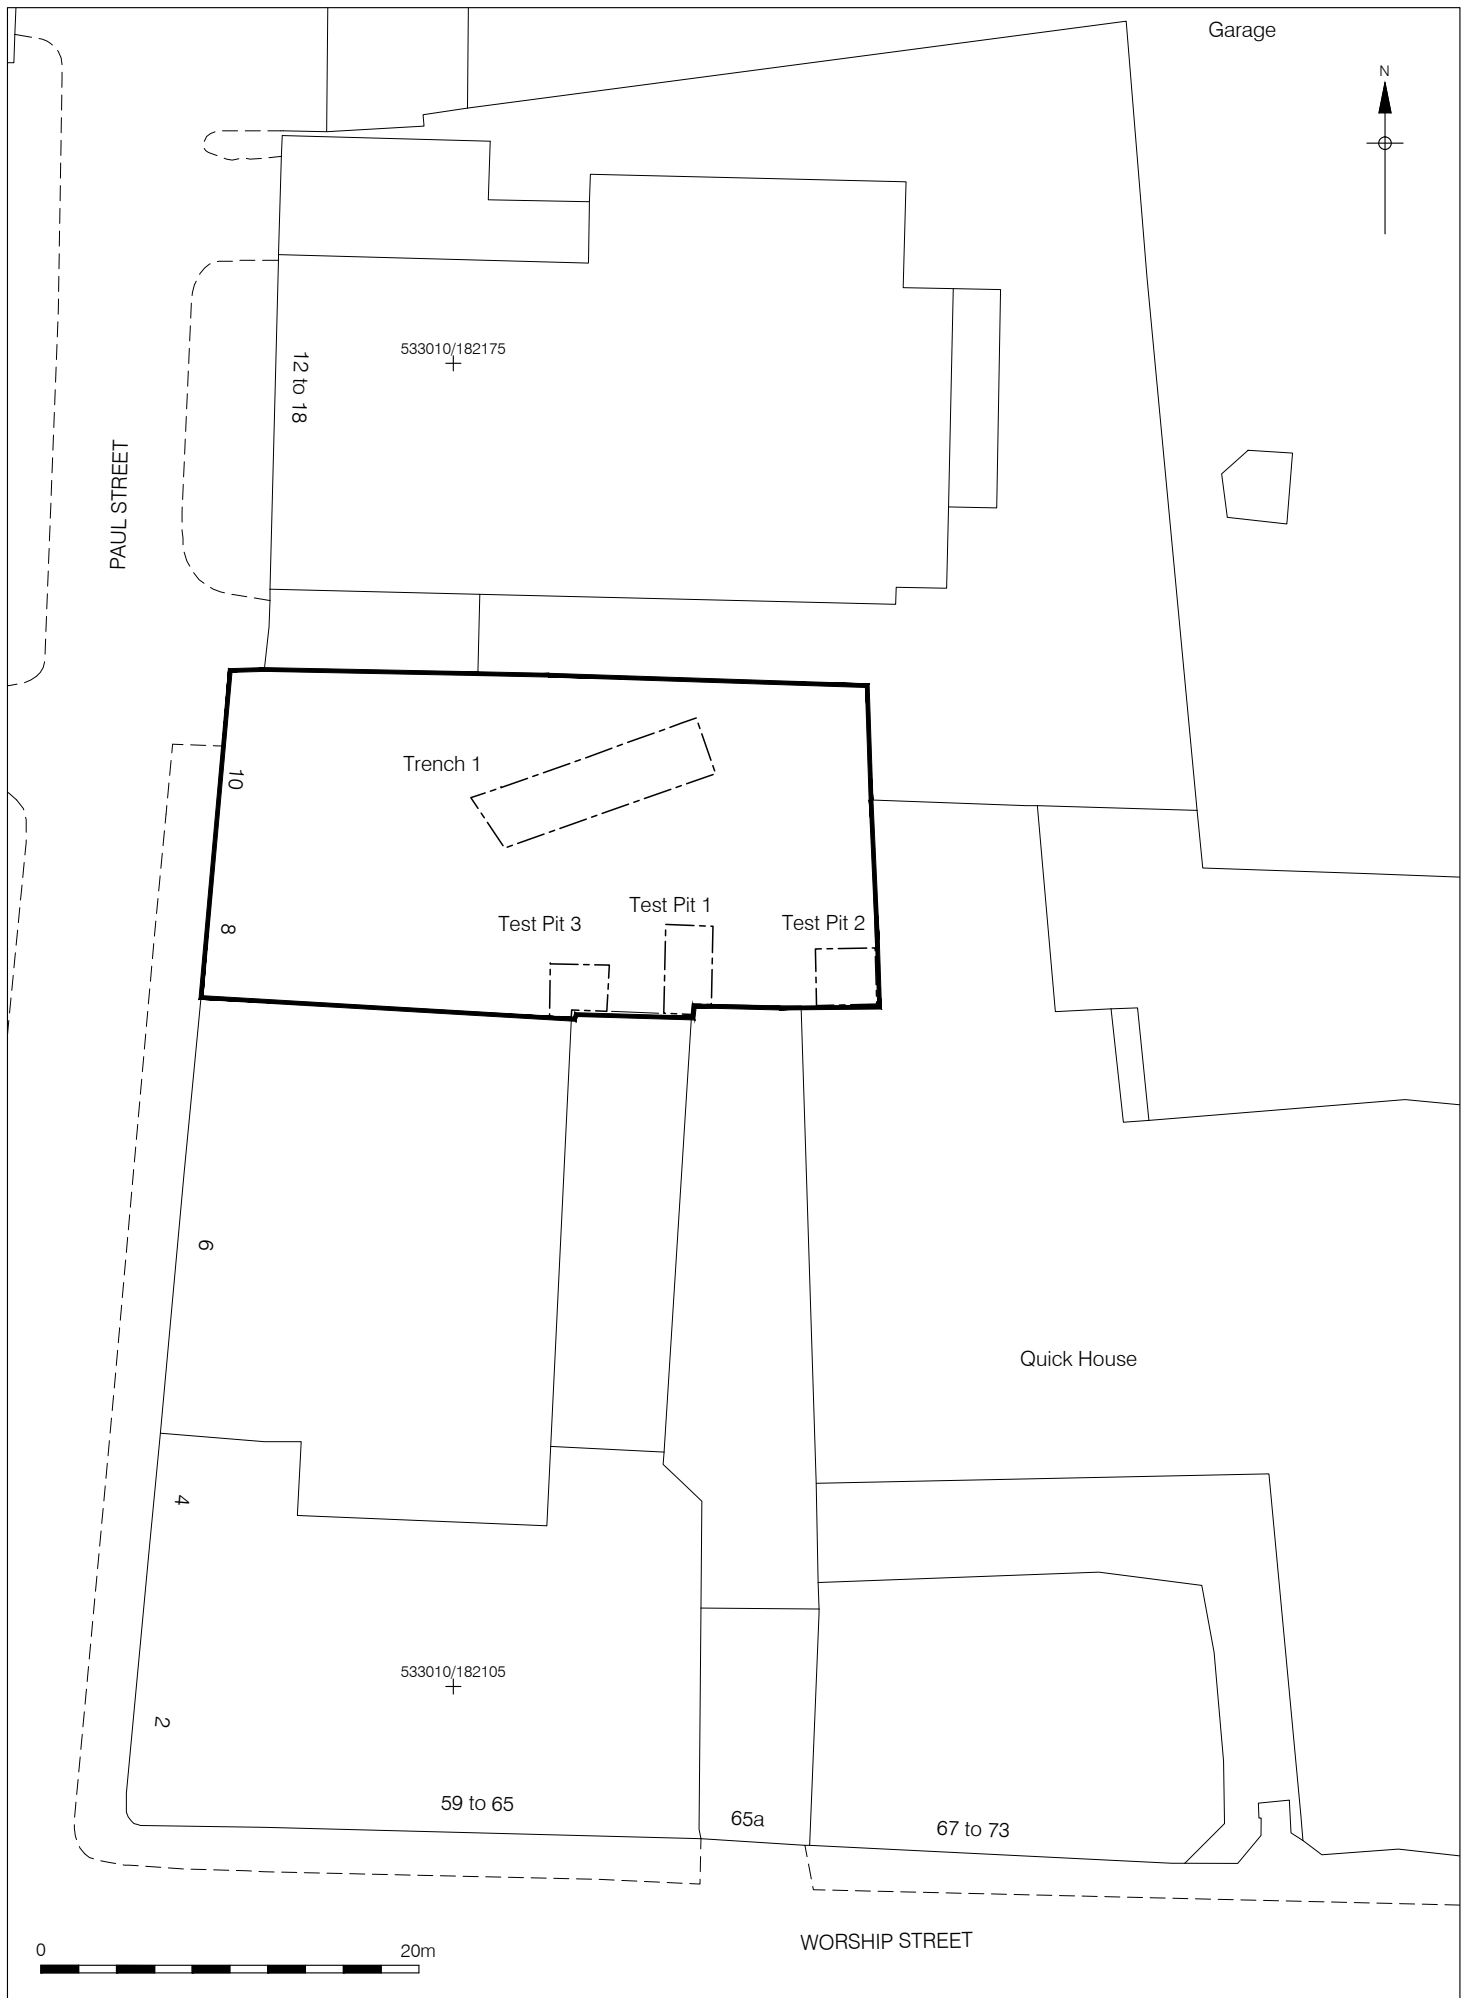 Garage
N
533010/182175
12 to 18
PAUL STREET
Trench 1
10
Test Pit 1
Test Pit 3
Test Pit 2
8
6
Quick House
4
533010/182105
2
59 to 65
65a
67 to 73
WORSHIP STREET
0 20m